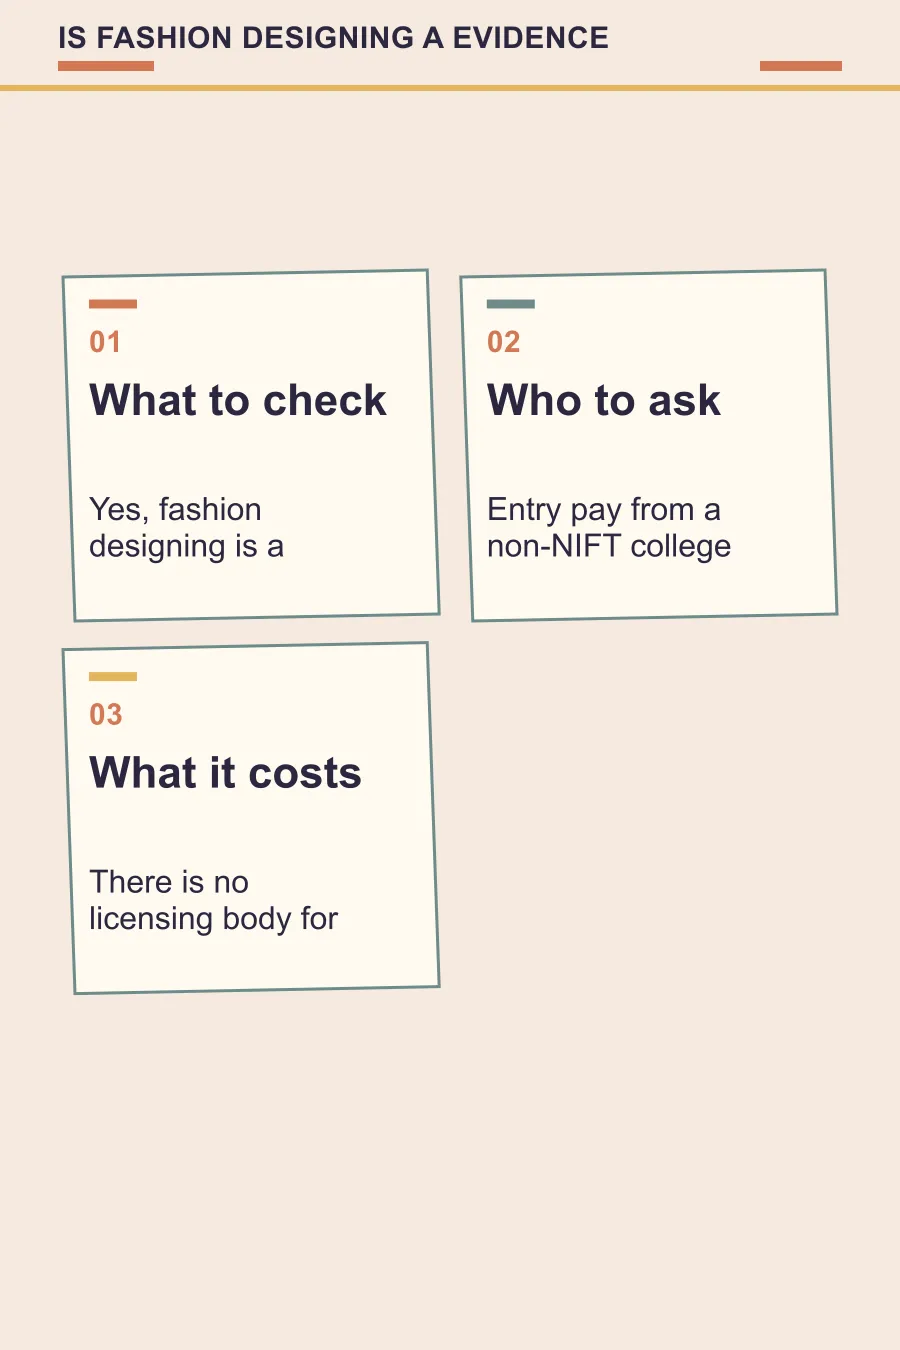 IS FASHION DESIGNING A EVIDENCE
01
What to check
Yes, fashion
designing is a
02
Who to ask
Entry pay from a
non-NIFT college
03
What it costs
There is no
licensing body for